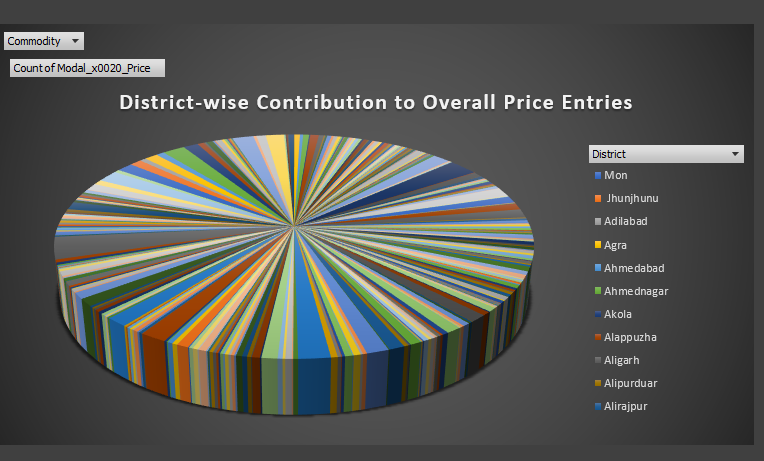 Commodity
Count of Modal_x0020_Price
District-wise Contribution to Overall Price Entries
District
Mon
Jhunjhunu
Adilabad
Agra
Ahmedabad
Ahmednagar
Akola
Alappuzha
Aligarh
Alipurduar
Alirajpur